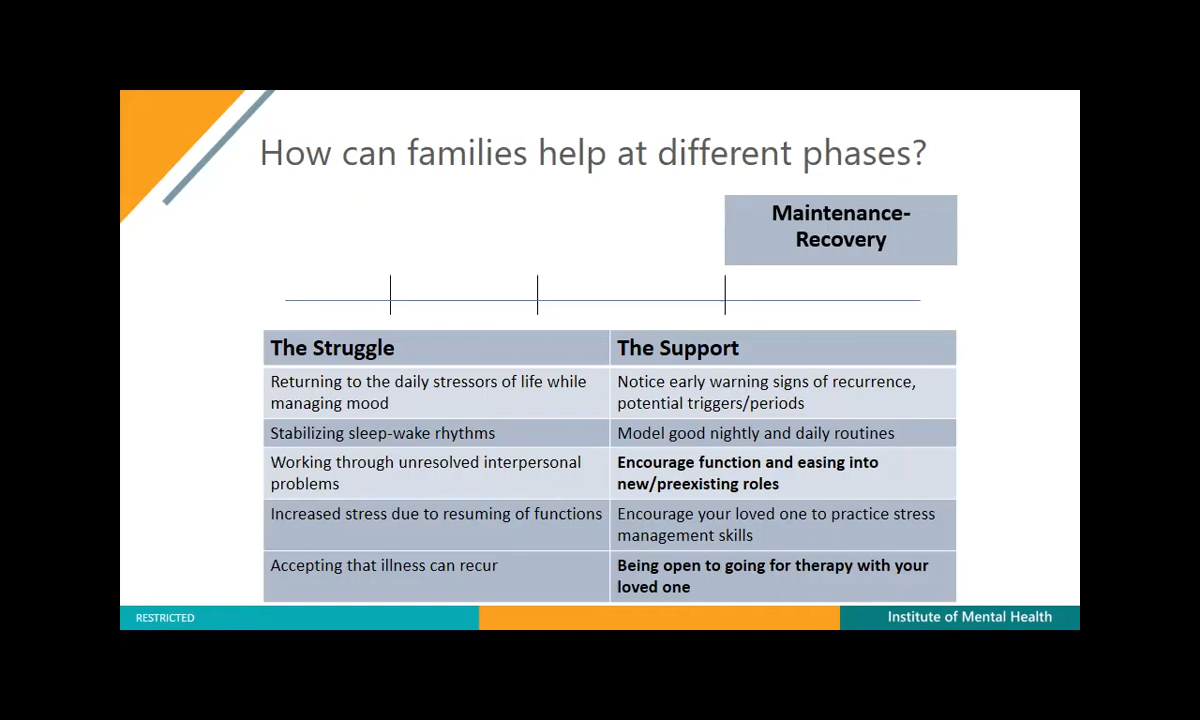 How can families help at different phases?
Maintenance-
Recovery
The Struggle
The Support
Returning to the daily stressors of life while
managing mood
Notice early warning signs of recurrence,
potential triggers/periods
Stabilizing sleep-wake rhythms
Model good nightly and daily routines
Working through unresolved interpersonal
problems
Encourage function and easing into
new/preexisting roles
Increased stress due to resuming of functions
Encourage your loved one to practice stress
management skills
Accepting that illness can recur
Being open to going for therapy with your
loved one
RESTRICTED
Institute of Mental Health